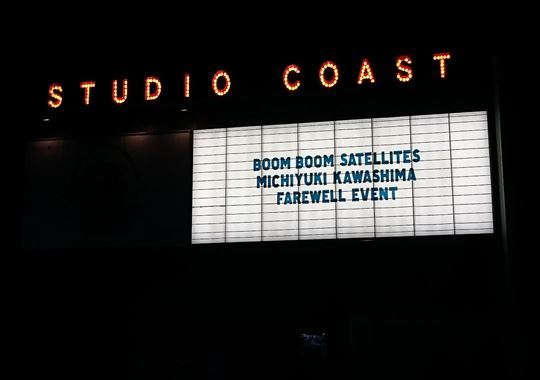 STUDIO COAST
BOOM BOOM SATELLITES
MICHIYUKI KAWASHIMA
FAREWELL EVENT